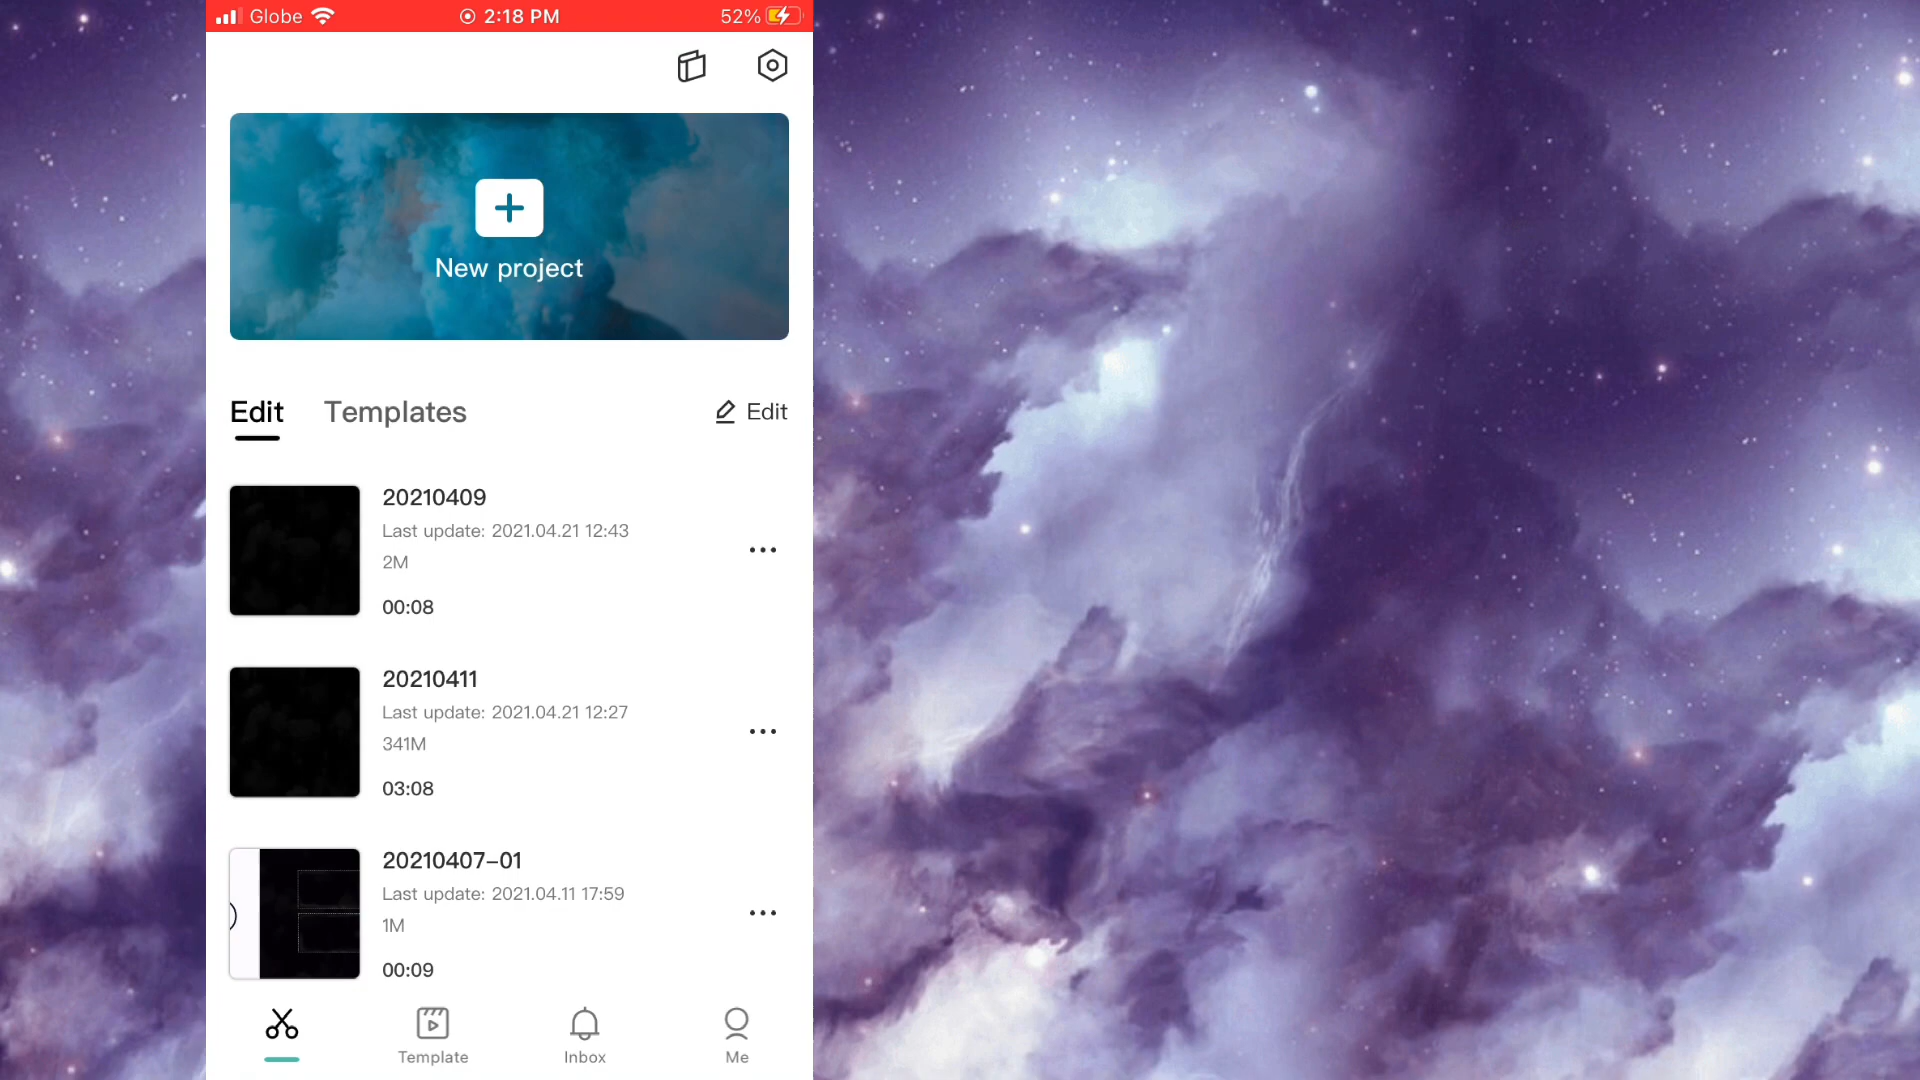 Globe 2:18 PM 52%
New project
Edit Templates Edit
20210409
Last update: 2021.04.21 12:43
2M
00:08
20210411
Last update: 2021.04.21 12:27
341M
03:08
20210407-01
Last update: 2021.04.11 17:59
1M
00:09
Template Inbox Me